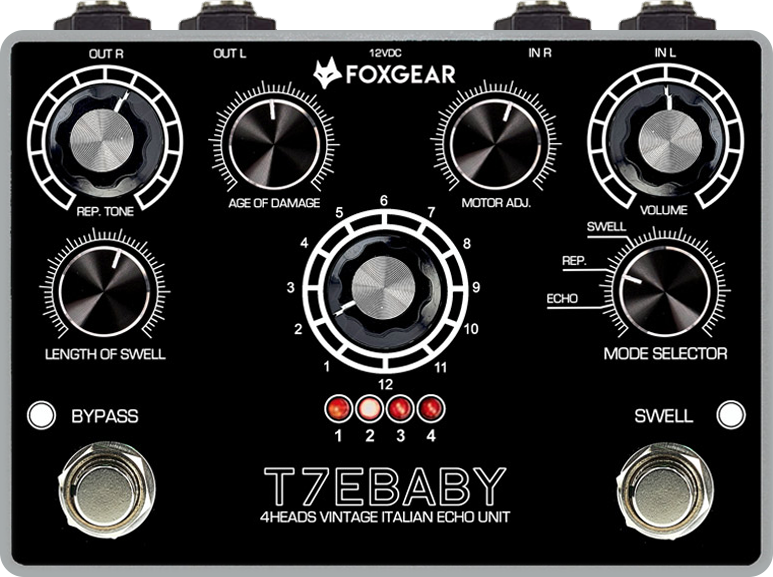 OUT R
OUT L
12VDC
IN R
IN L
FOXGEAR
REP. TONE
AGE OF DAMAGE
MOTOR ADJ.
VOLUME
1
2
3
4
5
6
7
8
9
10
11
12
SWELL
REP.
ECHO
LENGTH OF SWELL
MODE SELECTOR
BYPASS
SWELL
1 2 3 4
T7EBABY
4HEADS VINTAGE ITALIAN ECHO UNIT